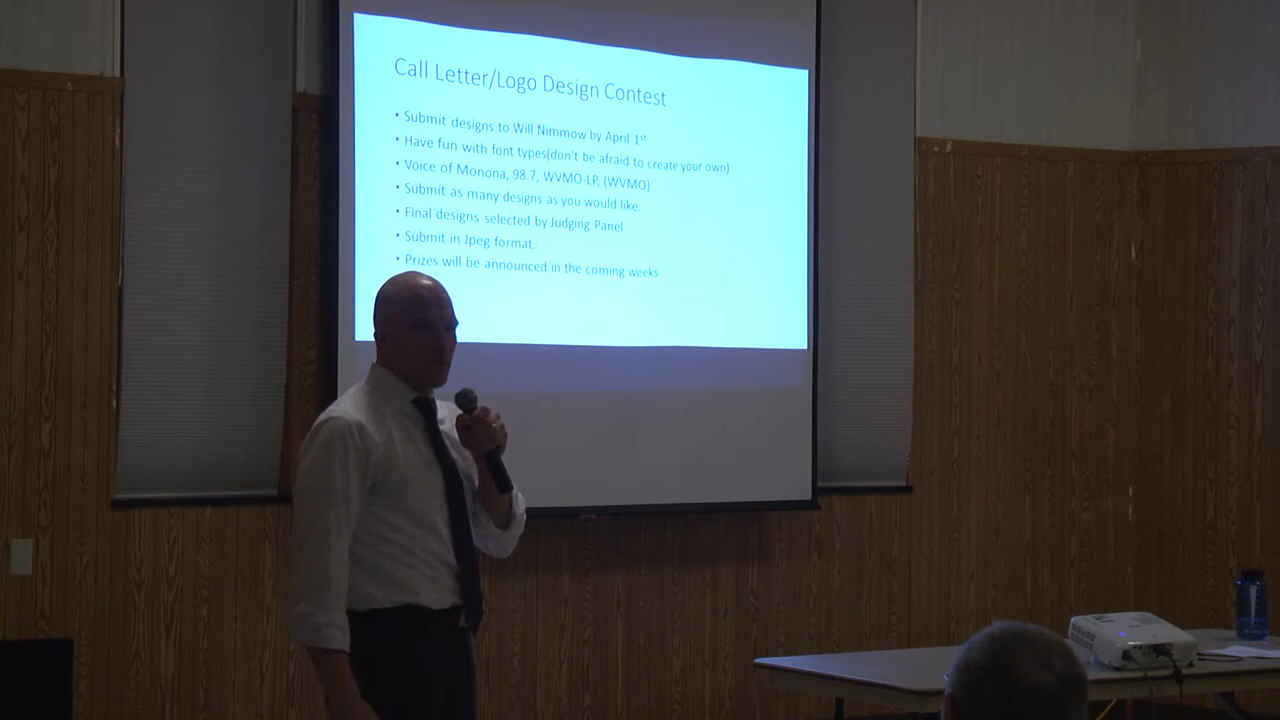 Call Letter/Logo Design Contest
• Submit designs to Will Nimmow by April 1st.
• Have fun with font types(don't be afraid to create your own)
• Voice of Monona, 98.7, WVMO-LP, (WVMO)
• Submit as many designs as you would like.
• Final designs selected by Judging Panel
• Submit in Jpeg format.
• Prizes will be announced in the coming weeks